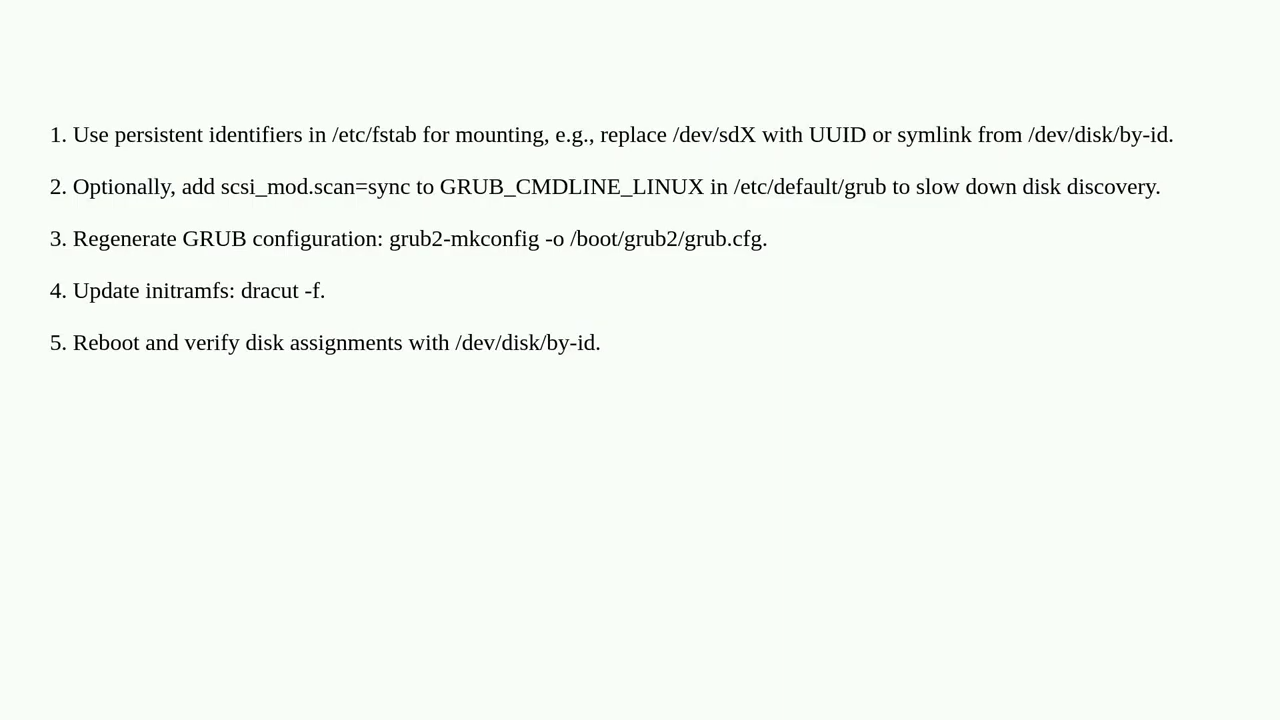 1. Use persistent identifiers in /etc/fstab for mounting, e.g., replace /dev/sdX with UUID or symlink from /dev/disk/by-id.
2. Optionally, add scsi_mod.scan=sync to GRUB_CMDLINE_LINUX in /etc/default/grub to slow down disk discovery.
3. Regenerate GRUB configuration: grub2-mkconfig -o /boot/grub2/grub.cfg.
4. Update initramfs: dracut -f.
5. Reboot and verify disk assignments with /dev/disk/by-id.